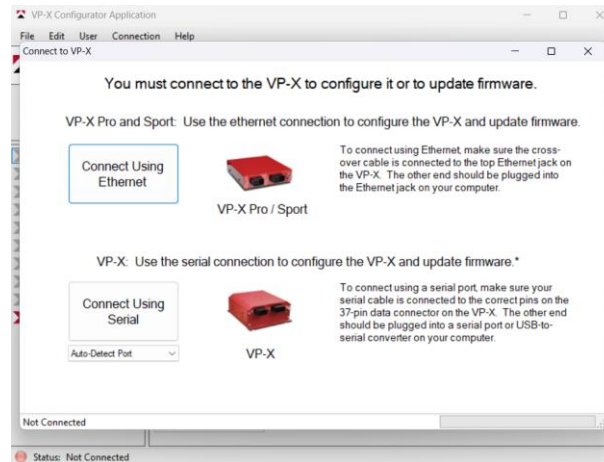 VP-X Configurator Application
File Edit User Connection Help
Connect to VP-X
You must connect to the VP-X to configure it or to update firmware.
VP-X Pro and Sport: Use the ethernet connection to configure the VP-X and update firmware.
Connect Using
Ethernet
VP-X Pro / Sport
To connect using Ethernet, make sure the cross-
over cable is connected to the top Ethernet jack on
the VP-X. The other end should be plugged into
the Ethernet jack on your computer.
VP-X: Use the serial connection to configure the VP-X and update firmware.*
Connect Using
Serial
Auto-Detect Port
VP-X
To connect using a serial port, make sure your
serial cable is connected to the correct pins on the
37-pin data connector on the VP-X. The other end
should be plugged into a serial port or USB-to-
serial converter on your computer.
Not Connected
Status: Not Connected